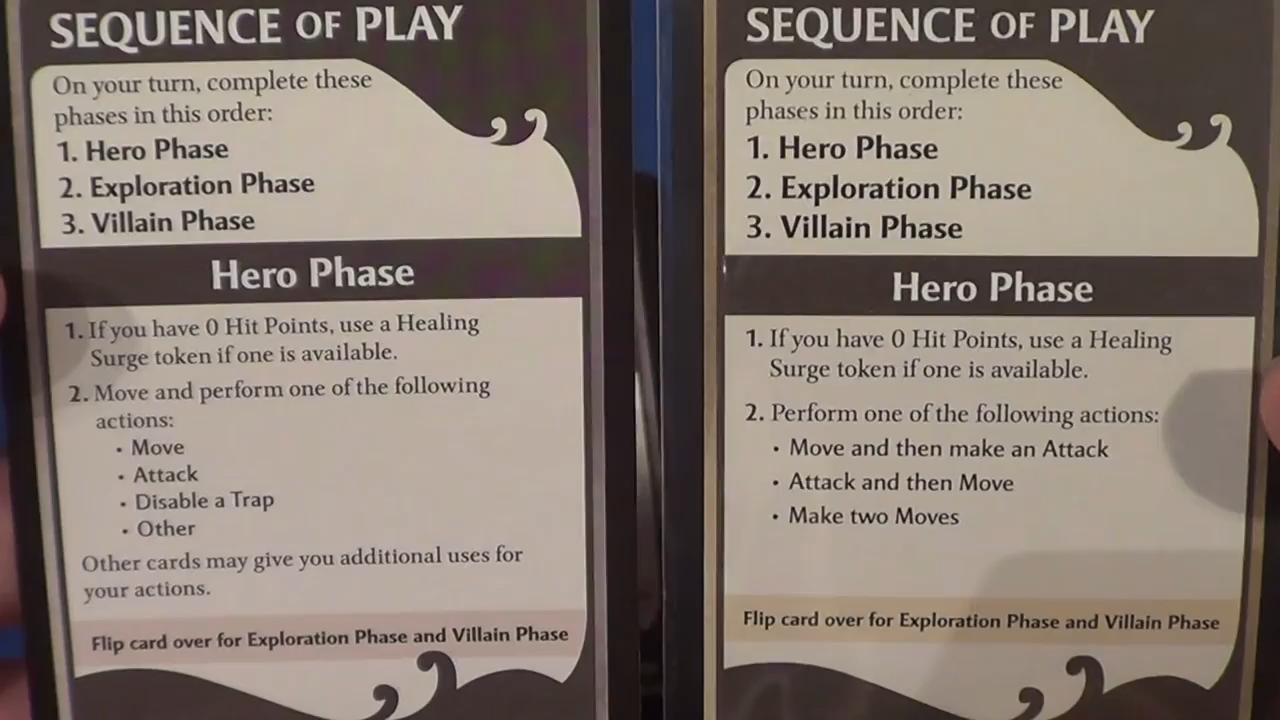 SEQUENCE OF PLAY
On your turn, complete these
phases in this order:
1. Hero Phase
2. Exploration Phase
3. Villain Phase
Hero Phase
1. If you have 0 Hit Points, use a Healing
Surge token if one is available.
2. Move and perform one of the following
actions:
• Move
• Attack
• Disable a Trap
• Other
Other cards may give you additional uses for
your actions.
Flip card over for Exploration Phase and Villain Phase
SEQUENCE OF PLAY
On your turn, complete these
phases in this order:
1. Hero Phase
2. Exploration Phase
3. Villain Phase
Hero Phase
1. If you have 0 Hit Points, use a Healing
Surge token if one is available.
2. Perform one of the following actions:
• Move and then make an Attack
• Attack and then Move
• Make two Moves
Flip card over for Exploration Phase and Villain Phase